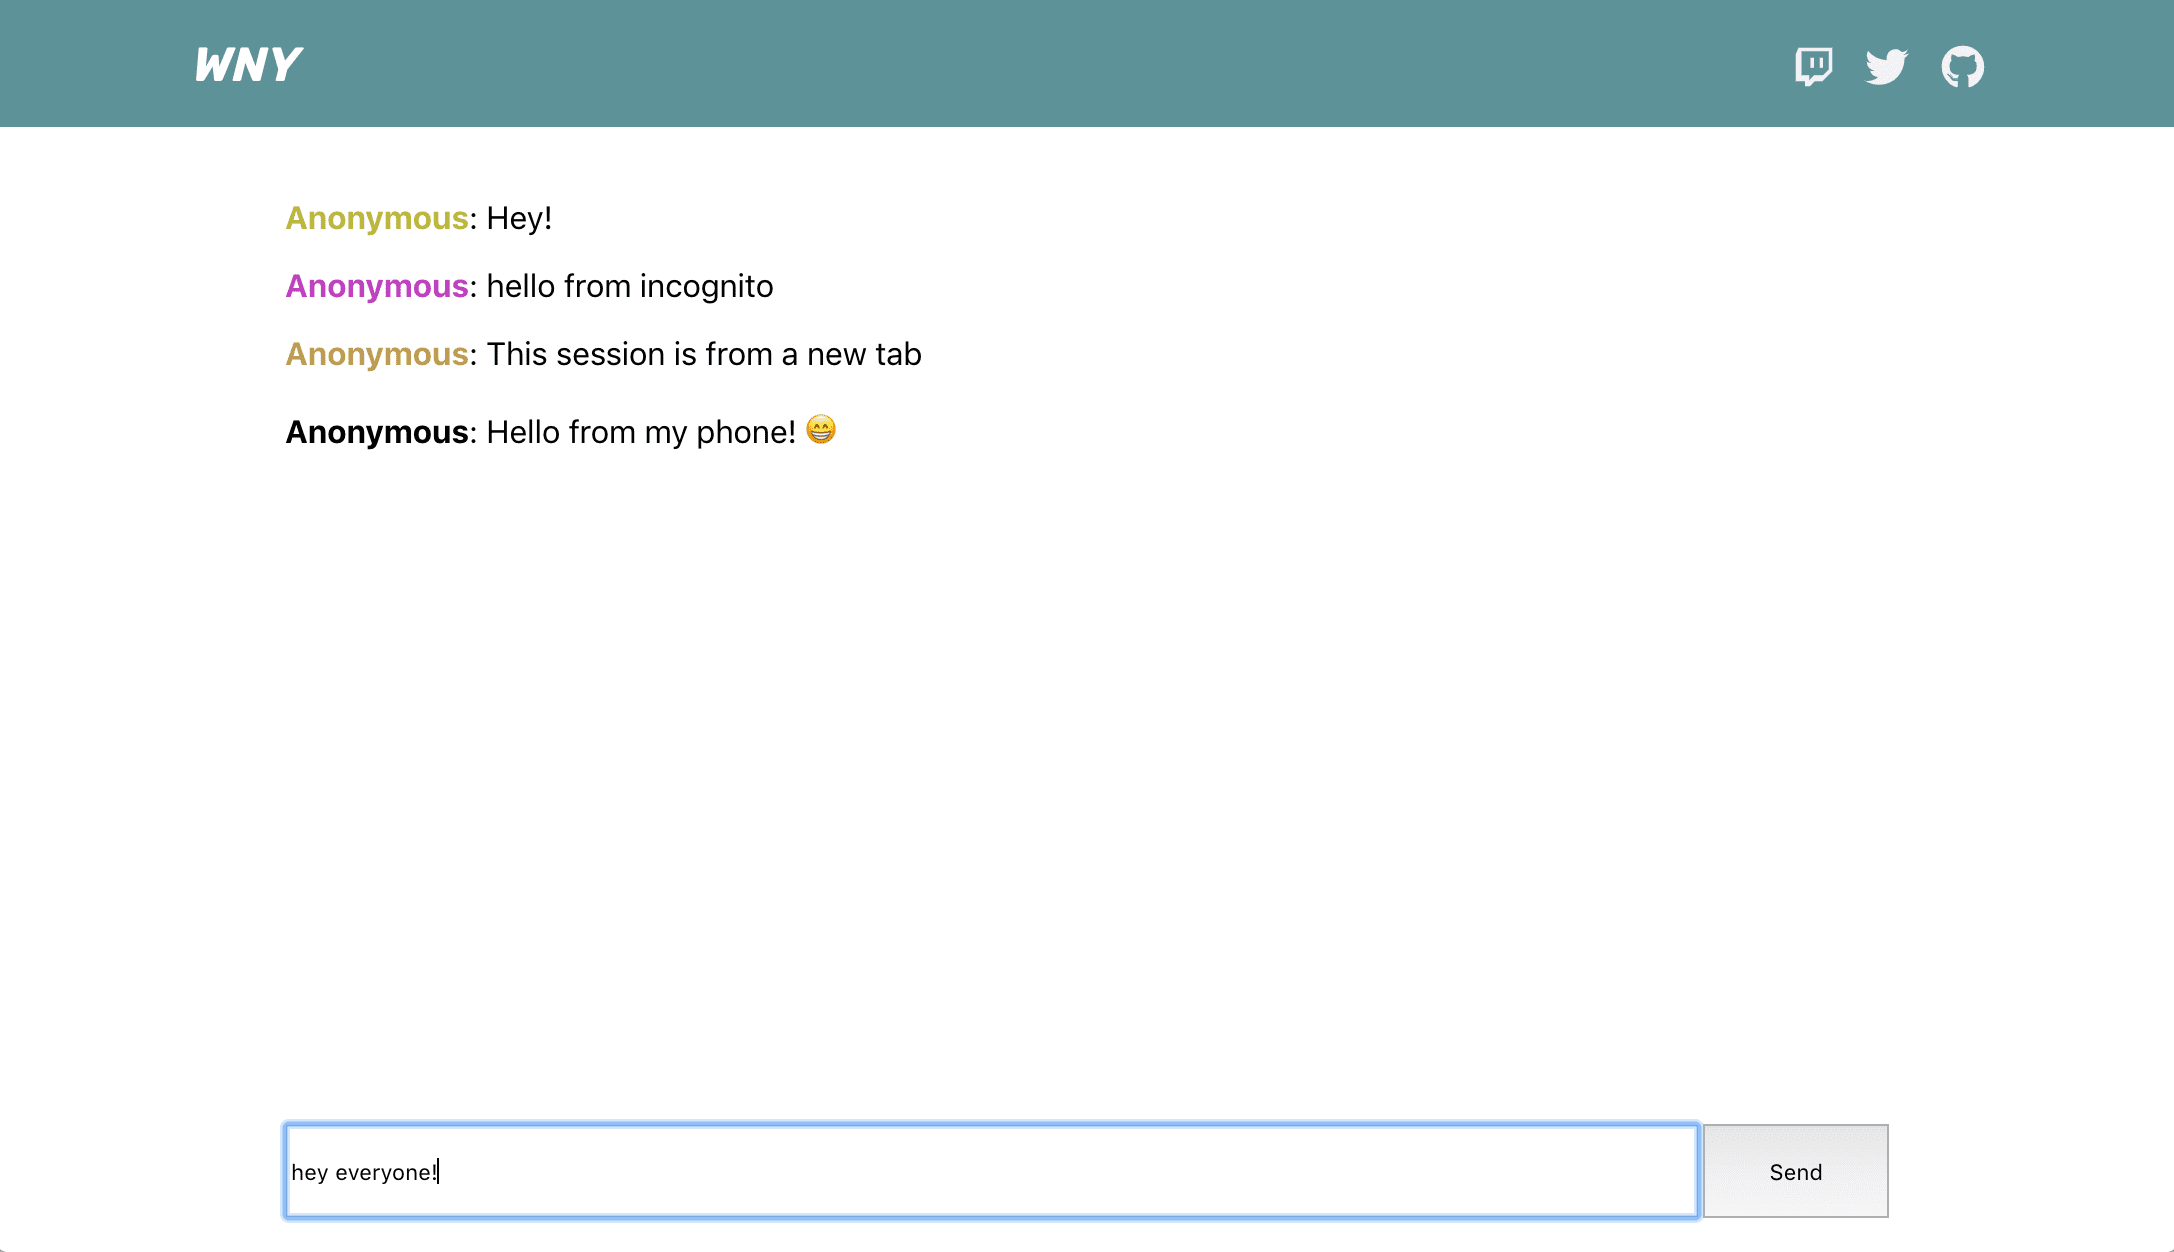 WNY
Anonymous: Hey!
Anonymous: hello from incognito
Anonymous: This session is from a new tab
Anonymous: Hello from my phone! 😁
hey everyone!
Send